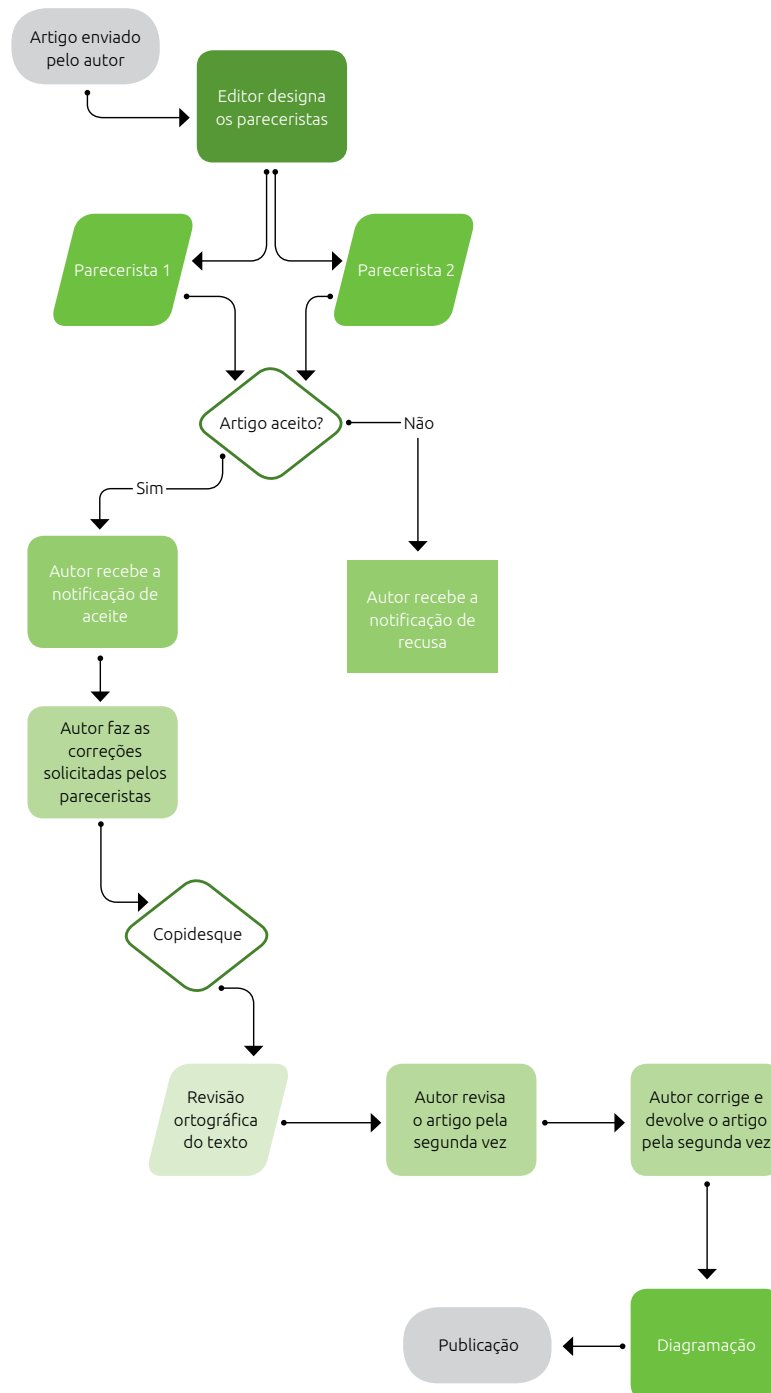 Artigo enviado
pelo autor
Editor designa
os pareceristas
Parecerista 1
Parecerista 2
Artigo aceito?
Não
Sim
Autor recebe a
notificação de
aceite
Autor recebe a
notificação de
recusa
Autor faz as
correções
solicitadas pelos
pareceristas
Copidesque
Revisão
ortográfica
do texto
Autor revisa
o artigo pela
segunda vez
Autor corrige e
devolve o artigo
pela segunda vez
Publicação
Diagramação